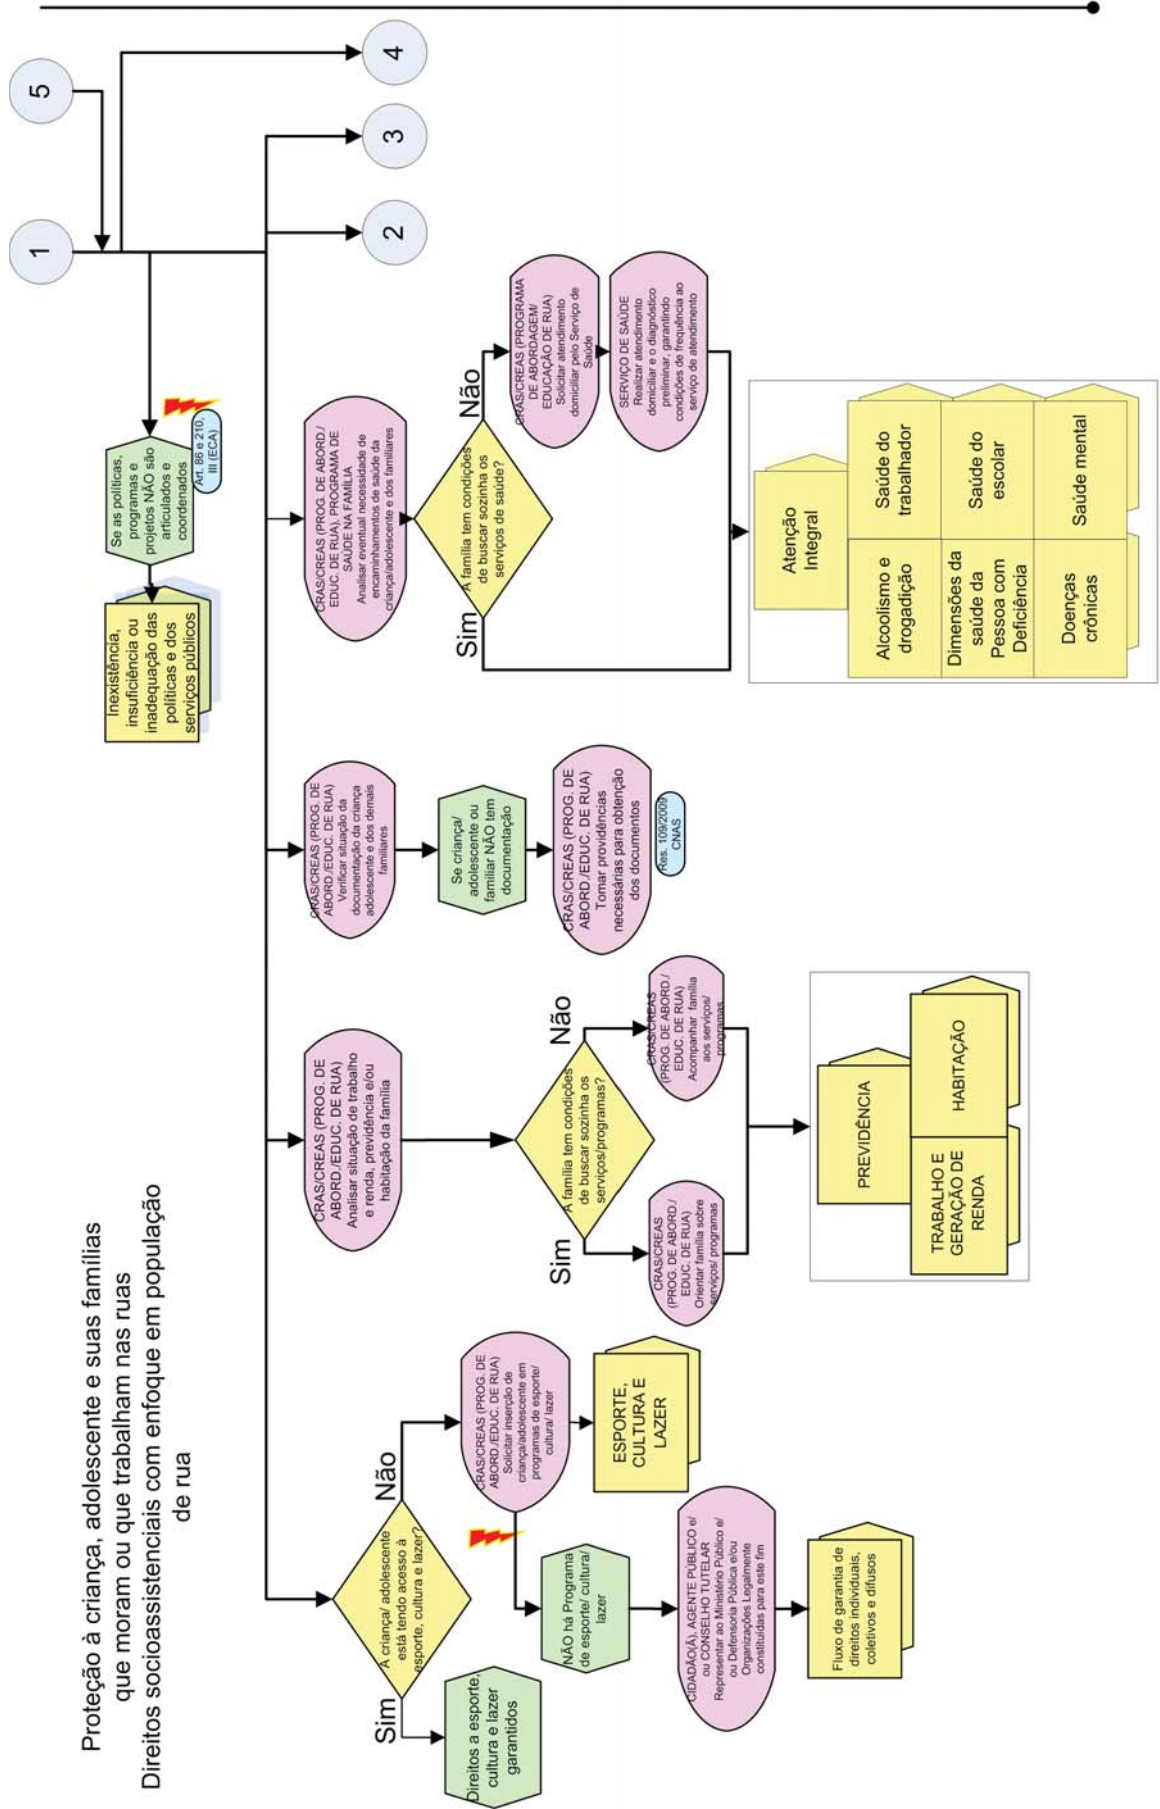 Proteção à criança, adolescente e suas famílias
que moram ou que trabalham nas ruas
Direitos socioassistenciais com enfoque em população
de rua
1
5
2
3
4
Se as políticas,
programas e
projetos NÃO são
articulados e
coordenados
Art. 86 e 210,
III (ECA)
Inexistência,
insuficiência ou
inadequação das
políticas e dos
serviços públicos
A criança/ adolescente
está tendo acesso à
esporte, cultura e lazer?
Sim
Não
Direitos a esporte,
cultura e lazer
garantidos
CRAS/CREAS (PROG. DE
ABORD./EDUC. DE RUA)
Solicitar inserção de
criança/adolescente em
programas de esporte/
cultura/ lazer
NÃO há Programa
de esporte/ cultura/
lazer
ESPORTE,
CULTURA E
LAZER
CIDADÃO(Ã), AGENTE PÚBLICO e/
ou CONSELHO TUTELAR
Representar ao Ministério Público e/
ou Defensoria Pública e/ou
Organizações Legalmente
constituídas para este fim
Fluxo de garantia de
direitos individuais,
coletivos e difusos
CRAS/CREAS (PROG. DE
ABORD./EDUC. DE RUA)
Analisar situação de trabalho
e renda, previdência e/ou
habitação da família
A família tem condições
de buscar sozinha os
serviços/programas?
Sim
Não
CRAS/CREAS
(PROG. DE ABORD./
EDUC. DE RUA)
Orientar família sobre
serviços/ programas
CRAS/CREAS
(PROG. DE ABORD./
EDUC. DE RUA)
Acompanhar família
aos serviços/
programas
PREVIDÊNCIA
TRABALHO E
GERAÇÃO DE
RENDA
HABITAÇÃO
CRAS/CREAS (PROG. DE
ABORD./EDUC. DE RUA)
Verificar situação da
documentação da criança
adolescente e dos demais
familiares
Se criança/
adolescente ou
familiar NÃO tem
documentação
CRAS/CREAS (PROG. DE
ABORD./EDUC. DE RUA)
Tomar providências
necessárias para obtenção
dos documentos
Res. 109/2009
CNAS
CRAS/CREAS (PROG. DE ABORD./
EDUC. DE RUA), PROGRAMA DE
SAÚDE NA FAMÍLIA
Analisar eventual necessidade de
encaminhamentos de saúde da
criança/adolescente e dos familiares
A família tem condições
de buscar sozinha os
serviços de saúde?
Sim
Não
CRAS/CREAS (PROGRAMA
DE ABORDAGEM/
EDUCAÇÃO DE RUA)
Solicitar atendimento
domiciliar pelo Serviço de
Saúde
SERVIÇO DE SAÚDE
Realizar atendimento
domiciliar e o diagnóstico
preliminar, garantindo
condições de frequência ao
serviço de atendimento
Atenção
Integral
Alcoolismo e
drogadição
Saúde do
trabalhador
Dimensões da
saúde da
Pessoa com
Deficiência
Saúde do
escolar
Doenças
crônicas
Saúde mental